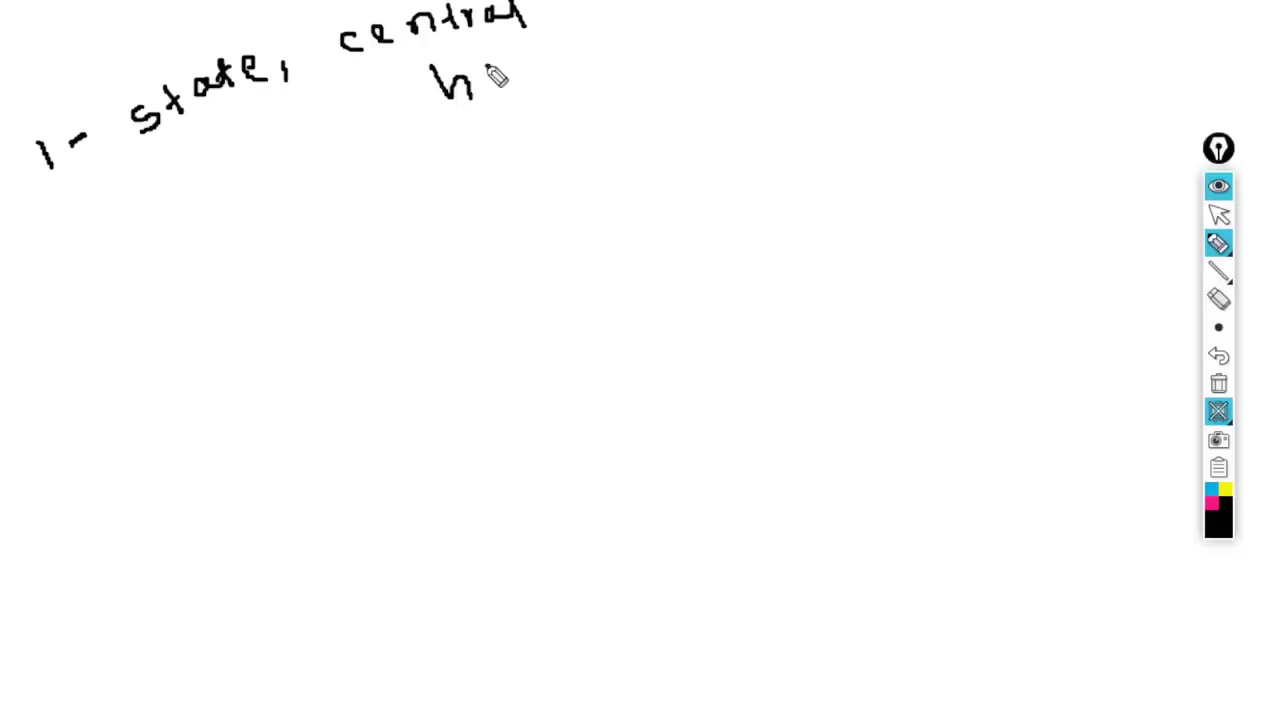 1- state, central
h